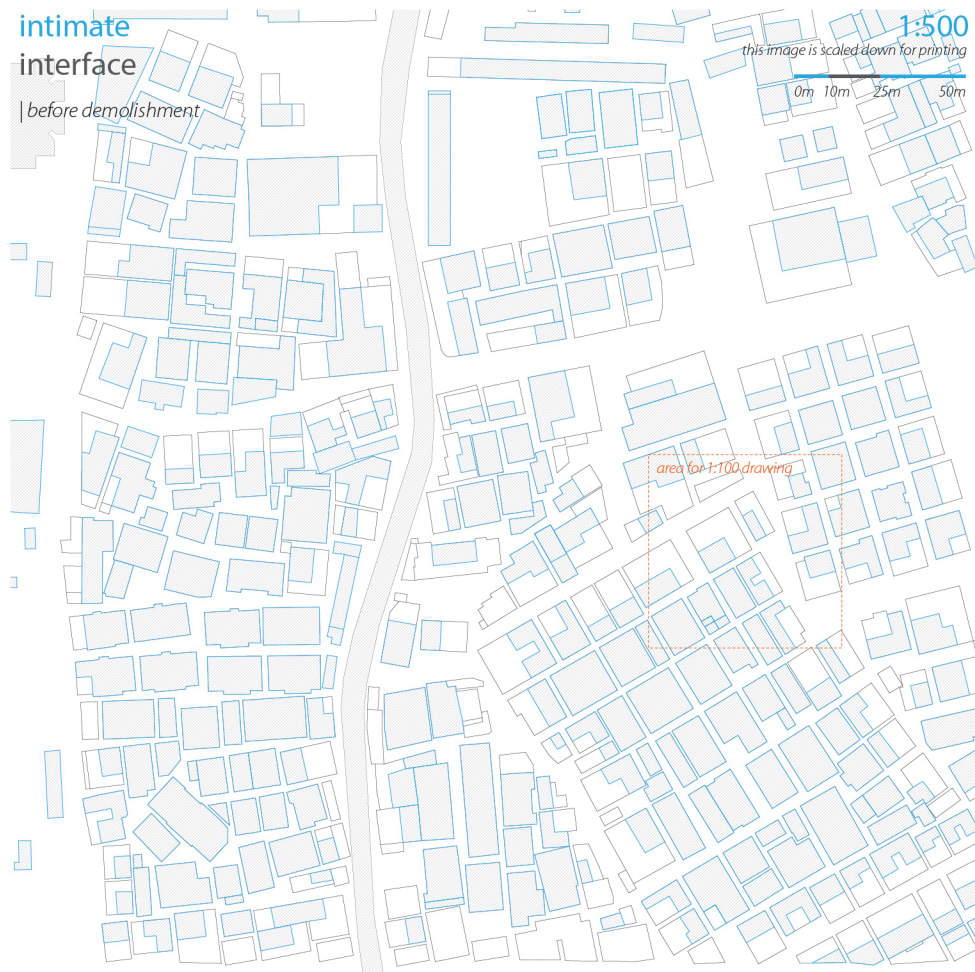 intimate
interface
| before demolishment
1:500
this image is scaled down for printing
0m 10m 25m 50m
area for 1:100 drawing